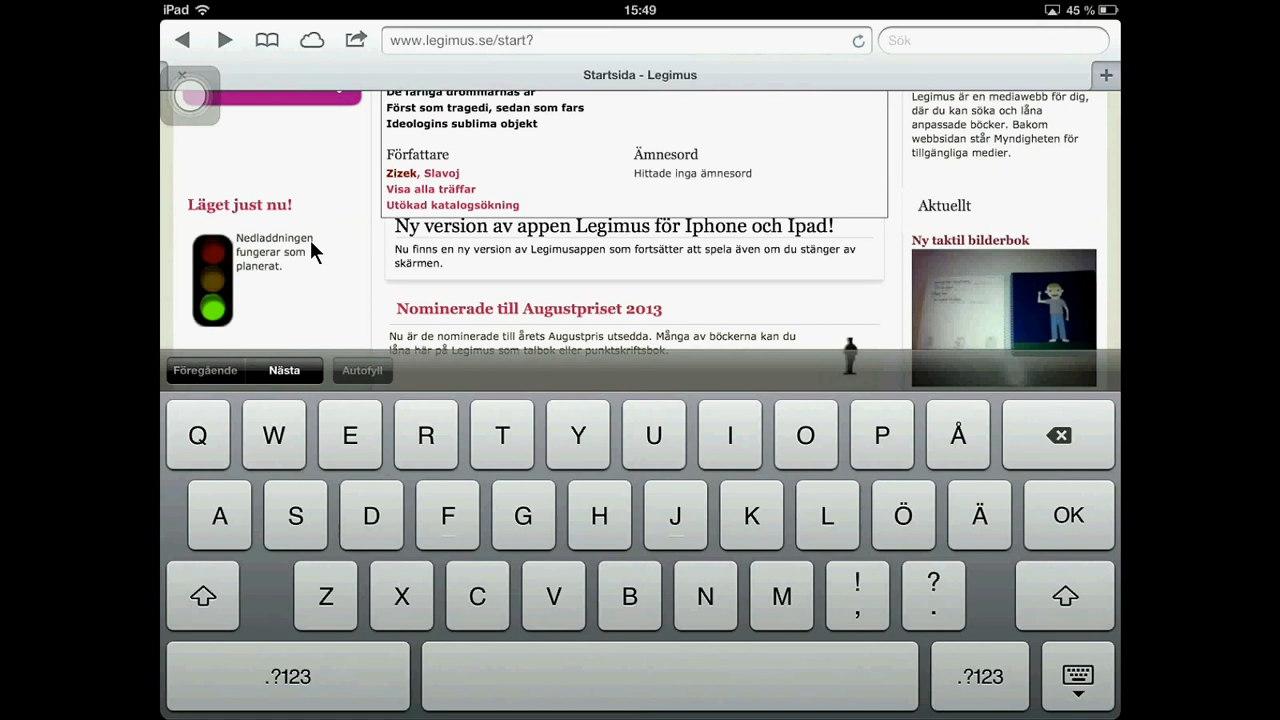 iPad 15:49 45 %
www.legimus.se/start? Sök
Startsida - Legimus
De farliga drömmarnas år
Först som tragedi, sedan som fars
Ideologins sublima objekt
Författare
Zizek, Slavoj
Visa alla träffar
Utökad katalogsökning
Ämnesord
Hittade inga ämnesord
Legimus är en mediawebb för dig,
där du kan söka och låna
anpassade böcker. Bakom
webbsidan står Myndigheten för
tillgängliga medier.
Läget just nu!
Nedladdningen
fungerar som
planerat.
Ny version av appen Legimus för Iphone och Ipad!
Nu finns en ny version av Legimusappen som fortsätter att spela även om du stänger av
skärmen.
Nominerade till Augustpriset 2013
Nu är de nominerade till årets Augustpris utsedda. Många av böckerna kan du
låna här på Legimus som talbok eller punktskriftsbok.
Aktuellt
Ny taktil bilderbok
Föregående Nästa Autofyll
Q W E R T Y U I O P Å
A S D F G H J K L Ö Ä OK
Z X C V B N M ! , ? .
.?123 .?123